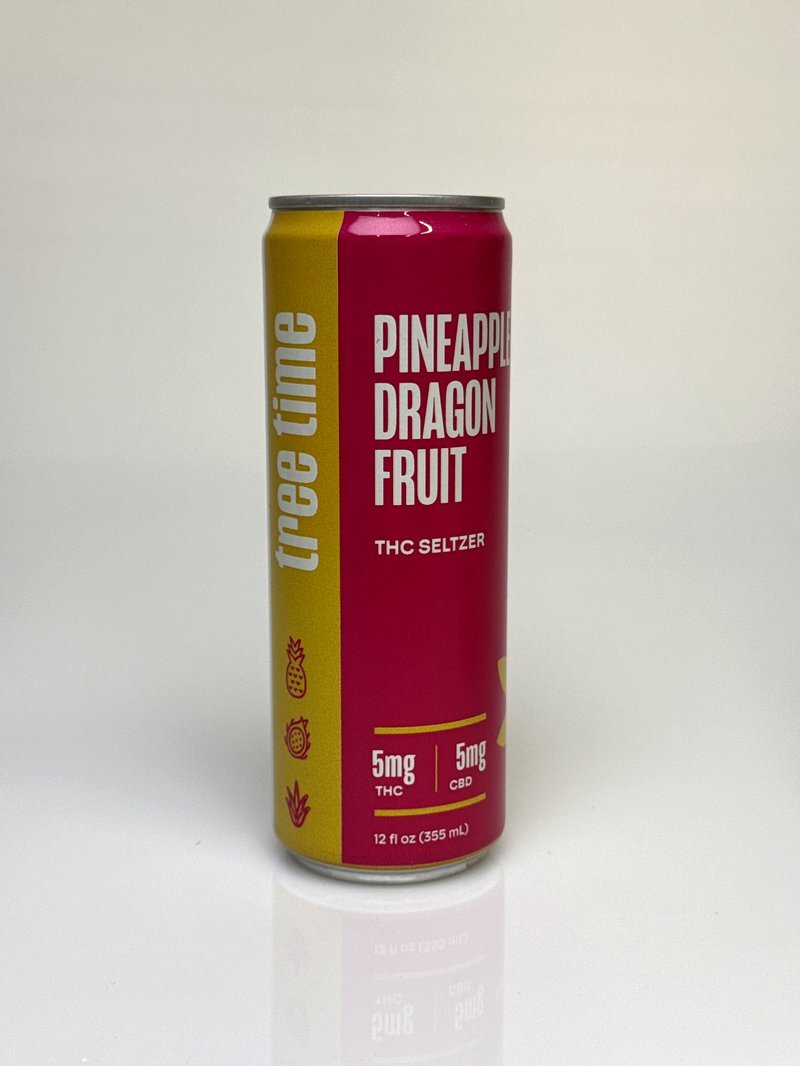 tree time
PINEAPPLE
DRAGON
FRUIT
THC SELTZER
5mg THC
5mg CBD
12 fl oz (355 mL)